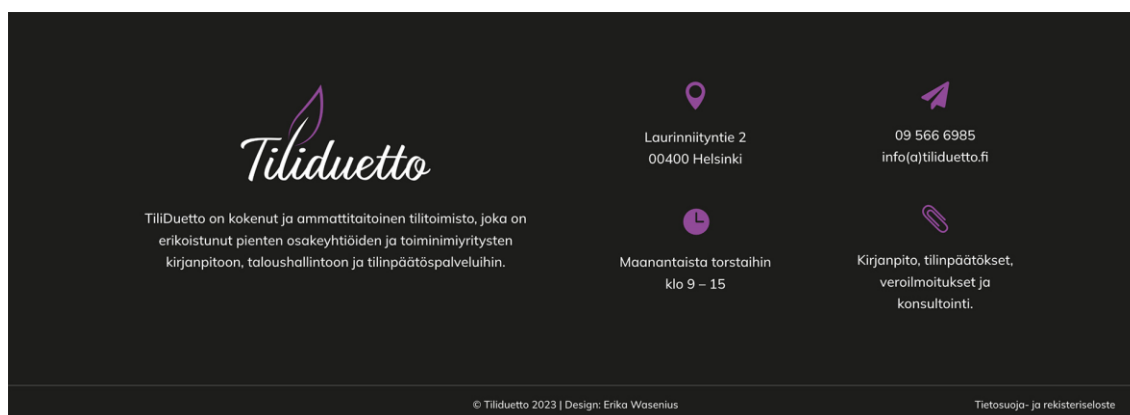 Tiliduetto
TiliDuetto on kokenut ja ammattitaitoinen tilitoimisto, joka on
erikoistunut pienten osakeyhtiöiden ja toiminimiyritysten
kirjanpitoon, taloushallintoon ja tilinpäätöspalveluihin.
Laurinniityntie 2
00400 Helsinki
09 566 6985
info(a)tiliduetto.fi
Maanantaista torstaihin
klo 9 – 15
Kirjanpito, tilinpäätökset,
veroilmoitukset ja
konsultointi.
© Tiliduetto 2023 | Design: Erika Wasenius
Tietosuoja- ja rekisteriseloste